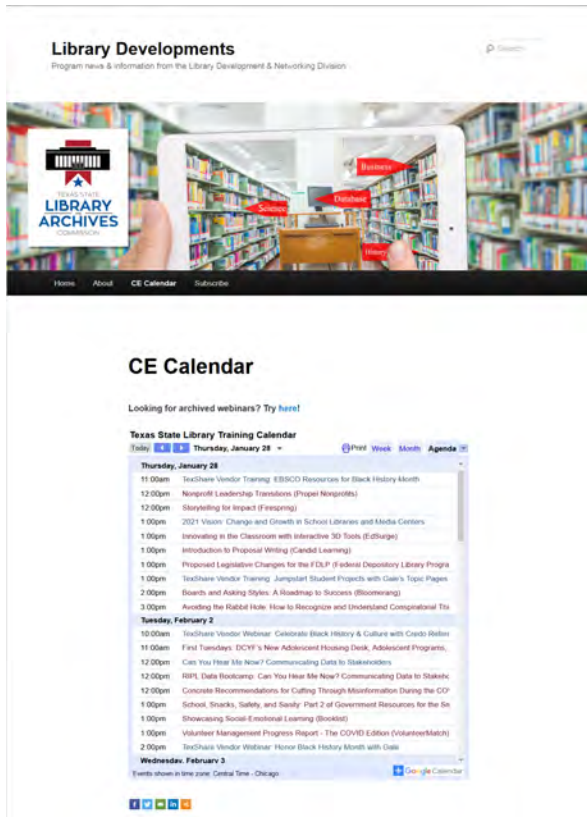 Library Developments
Program news & information from the Library Development & Networking Division
Search
TEXAS STATE
LIBRARY
ARCHIVES
COMMISSION
Business
Database
Science
History
Home About CE Calendar Subscribe
CE Calendar
Looking for archived webinars? Try here!
Texas State Library Training Calendar
Today Thursday, January 28 Print Week Month Agenda
Thursday, January 28
11:00am TexShare Vendor Training: EBSCO Resources for Black History Month
12:00pm Nonprofit Leadership Transitions (Propel Nonprofits)
12:00pm Storytelling for Impact (Firespring)
1:00pm 2021 Vision: Change and Growth in School Libraries and Media Centers
1:00pm Innovating in the Classroom with Interactive 3D Tools (EdSurge)
1:00pm Introduction to Proposal Writing (Candid Learning)
1:00pm Proposed Legislative Changes for the FDLP (Federal Depository Library Progra
1:00pm TexShare Vendor Training: Jumpstart Student Projects with Gale's Topic Pages
2:00pm Boards and Asking Styles: A Roadmap to Success (Bloomerang)
3:00pm Avoiding the Rabbit Hole: How to Recognize and Understand Conspiratorial Thi
Tuesday, February 2
10:00am TexShare Vendor Webinar: Celebrate Black History & Culture with Credo Refere
11:00am First Tuesdays: DCYF's New Adolescent Housing Desk, Adolescent Programs,
12:00pm Can You Hear Me Now? Communicating Data to Stakeholders
12:00pm RIPL Data Bootcamp: Can You Hear Me Now? Communicating Data to Stakeho
12:00pm Concrete Recommendations for Cutting Through Misinformation During the COV
1:00pm School, Snacks, Safety, and Sanity: Part 2 of Government Resources for the Se
1:00pm Showcasing Social-Emotional Learning (Booklist)
1:00pm Volunteer Management Progress Report - The COVID Edition (VolunteerMatch)
2:00pm TexShare Vendor Webinar: Honor Black History Month with Gale
Wednesday, February 3
Events shown in time zone: Central Time - Chicago
Google Calendar